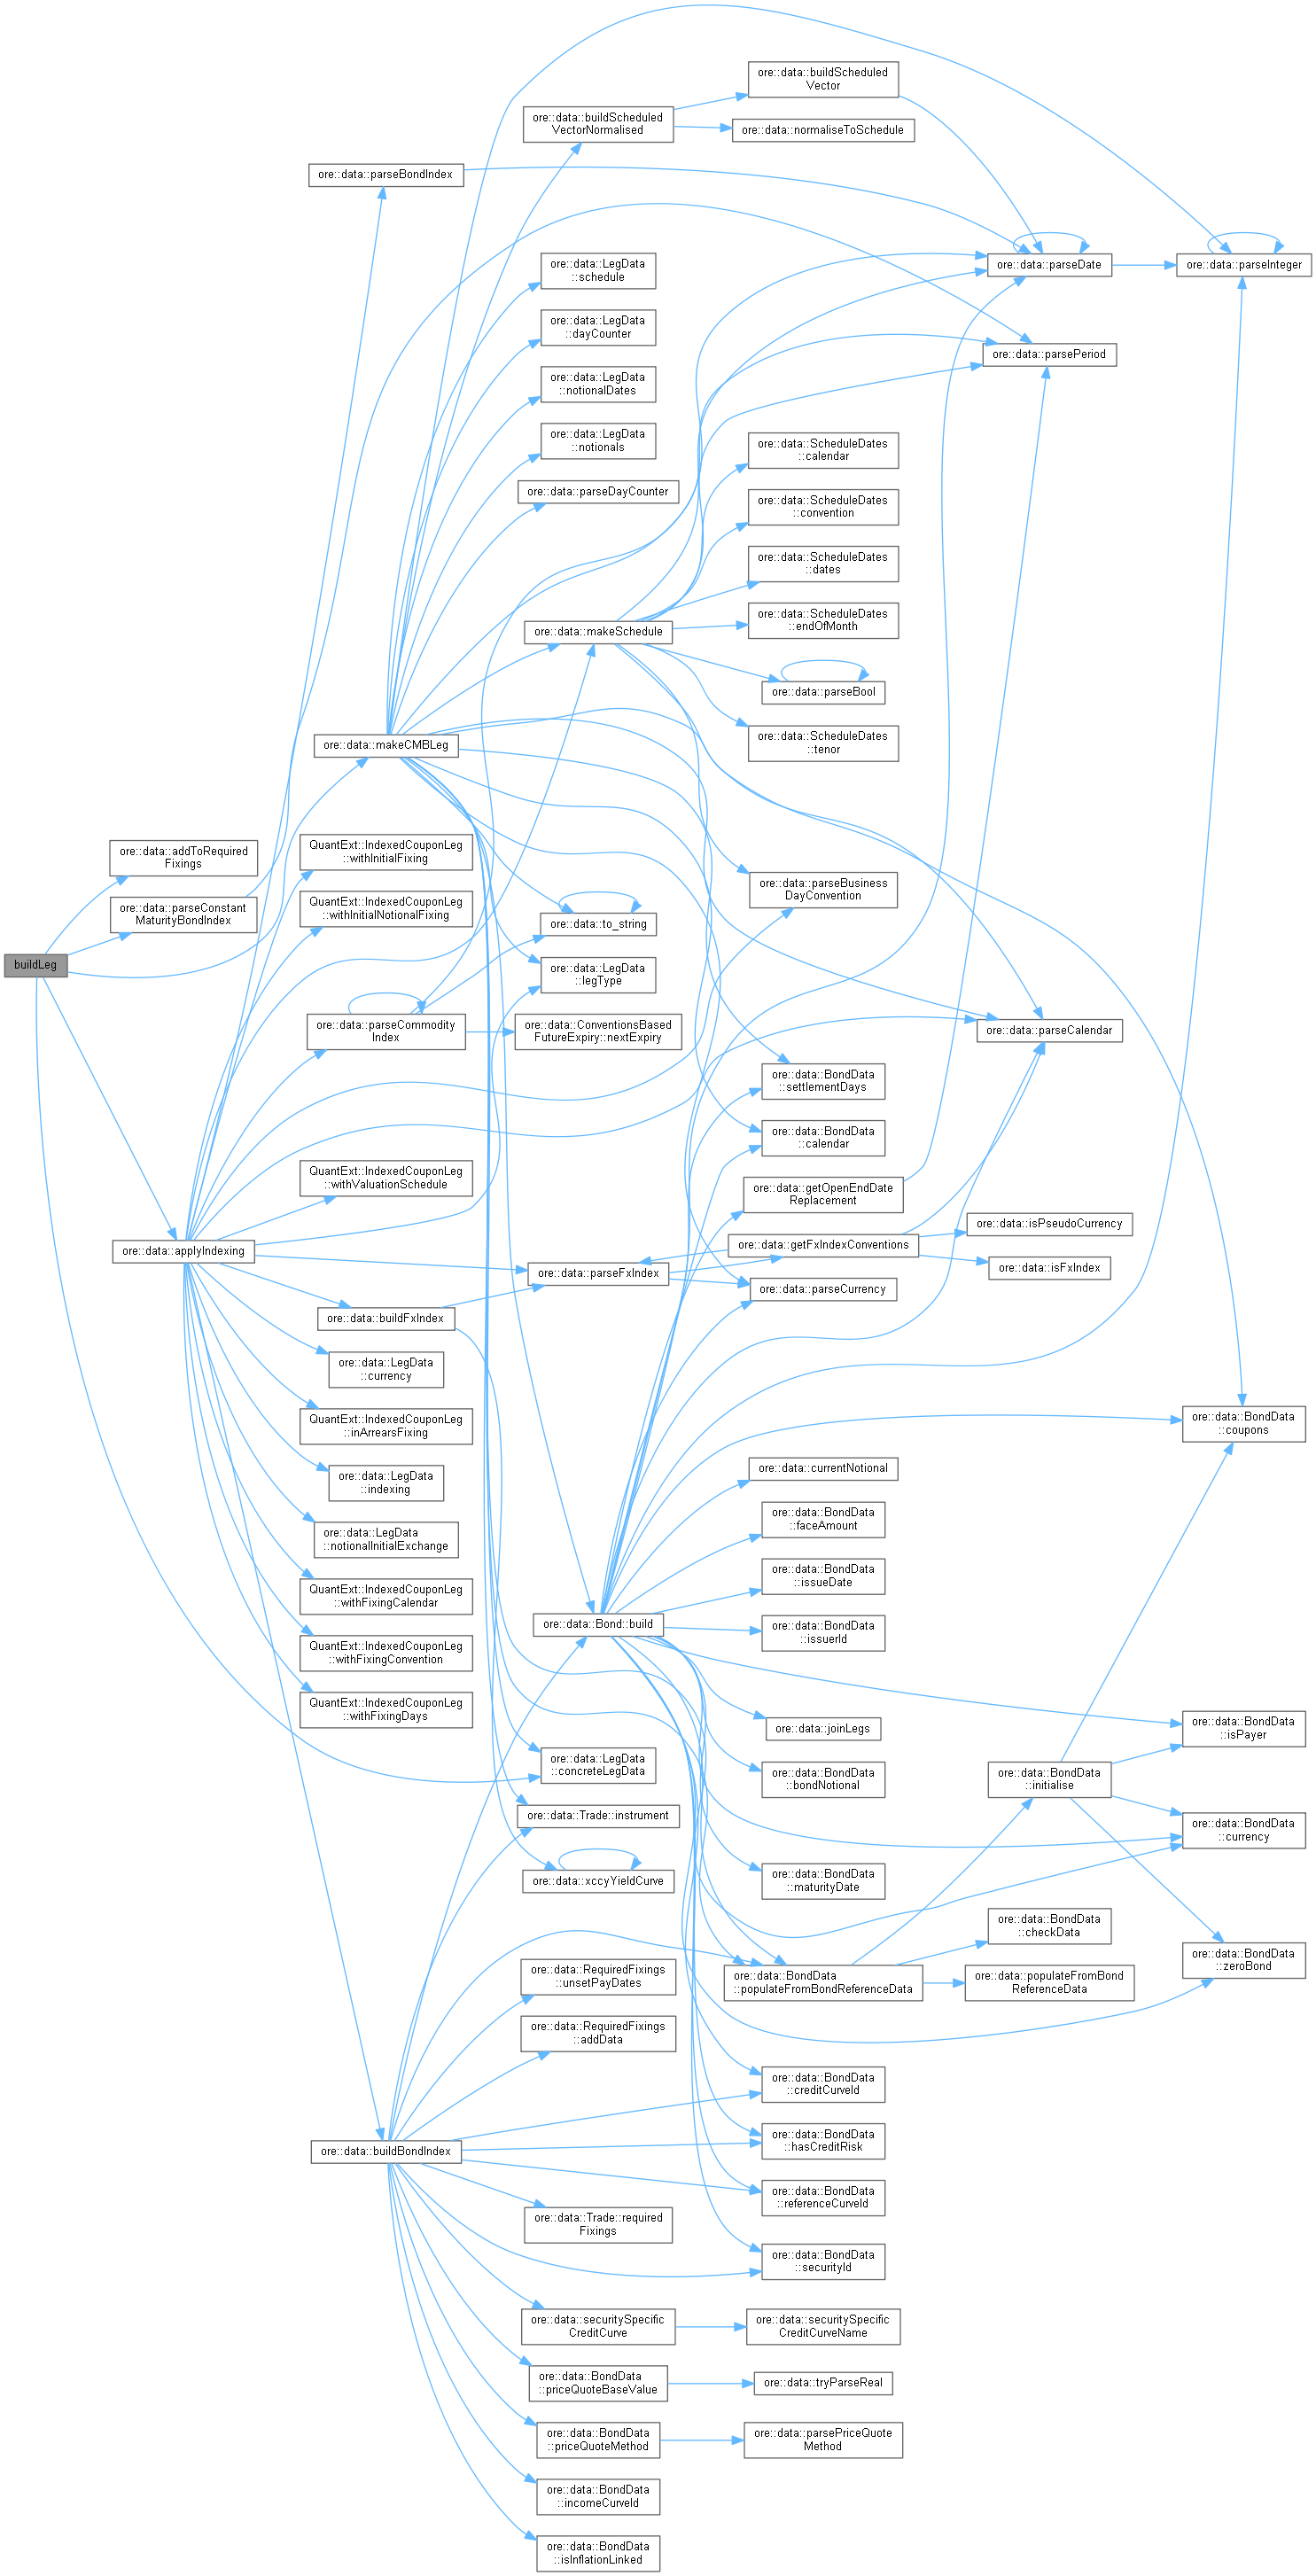 buildLeg
ore::data::addToRequired
Fixings
ore::data::parseConstant
MaturityBondIndex
ore::data::applyIndexing
ore::data::parseBondIndex
ore::data::makeCMBLeg
QuantExt::IndexedCouponLeg
::withInitialFixing
QuantExt::IndexedCouponLeg
::withInitialNotionalFixing
ore::data::parseCommodity
Index
QuantExt::IndexedCouponLeg
::withValuationSchedule
ore::data::buildFxIndex
ore::data::LegData
::currency
QuantExt::IndexedCouponLeg
::inArrearsFixing
ore::data::LegData
::indexing
ore::data::LegData
::notionalInitialExchange
QuantExt::IndexedCouponLeg
::withFixingCalendar
QuantExt::IndexedCouponLeg
::withFixingConvention
QuantExt::IndexedCouponLeg
::withFixingDays
ore::data::buildBondIndex
ore::data::buildScheduled
VectorNormalised
ore::data::LegData
::schedule
ore::data::LegData
::dayCounter
ore::data::LegData
::notionalDates
ore::data::LegData
::notionals
ore::data::parseDayCounter
ore::data::makeSchedule
ore::data::to_string
ore::data::LegData
::legType
ore::data::ConventionsBased
FutureExpiry::nextExpiry
ore::data::parseFxIndex
ore::data::Bond::build
ore::data::LegData
::concreteLegData
ore::data::Trade::instrument
ore::data::xccyYieldCurve
ore::data::RequiredFixings
::unsetPayDates
ore::data::RequiredFixings
::addData
ore::data::Trade::required
Fixings
ore::data::securitySpecific
CreditCurve
ore::data::BondData
::priceQuoteBaseValue
ore::data::BondData
::priceQuoteMethod
ore::data::BondData
::incomeCurveId
ore::data::BondData
::isInflationLinked
ore::data::buildScheduled
Vector
ore::data::normaliseToSchedule
ore::data::ScheduleDates
::calendar
ore::data::ScheduleDates
::convention
ore::data::ScheduleDates
::dates
ore::data::ScheduleDates
::endOfMonth
ore::data::parseBool
ore::data::ScheduleDates
::tenor
ore::data::parseBusiness
DayConvention
ore::data::BondData
::settlementDays
ore::data::BondData
::calendar
ore::data::getOpenEndDate
Replacement
ore::data::getFxIndexConventions
ore::data::parseCurrency
ore::data::currentNotional
ore::data::BondData
::faceAmount
ore::data::BondData
::issueDate
ore::data::BondData
::issuerId
ore::data::joinLegs
ore::data::BondData
::bondNotional
ore::data::BondData
::maturityDate
ore::data::BondData
::populateFromBondReferenceData
ore::data::BondData
::creditCurveId
ore::data::BondData
::hasCreditRisk
ore::data::BondData
::referenceCurveId
ore::data::BondData
::securityId
ore::data::securitySpecific
CreditCurveName
ore::data::tryParseReal
ore::data::parsePriceQuote
Method
ore::data::parseDate
ore::data::parsePeriod
ore::data::parseCalendar
ore::data::isPseudoCurrency
ore::data::isFxIndex
ore::data::BondData
::initialise
ore::data::BondData
::checkData
ore::data::populateFromBond
ReferenceData
ore::data::parseInteger
ore::data::BondData
::coupons
ore::data::BondData
::isPayer
ore::data::BondData
::currency
ore::data::BondData
::zeroBond